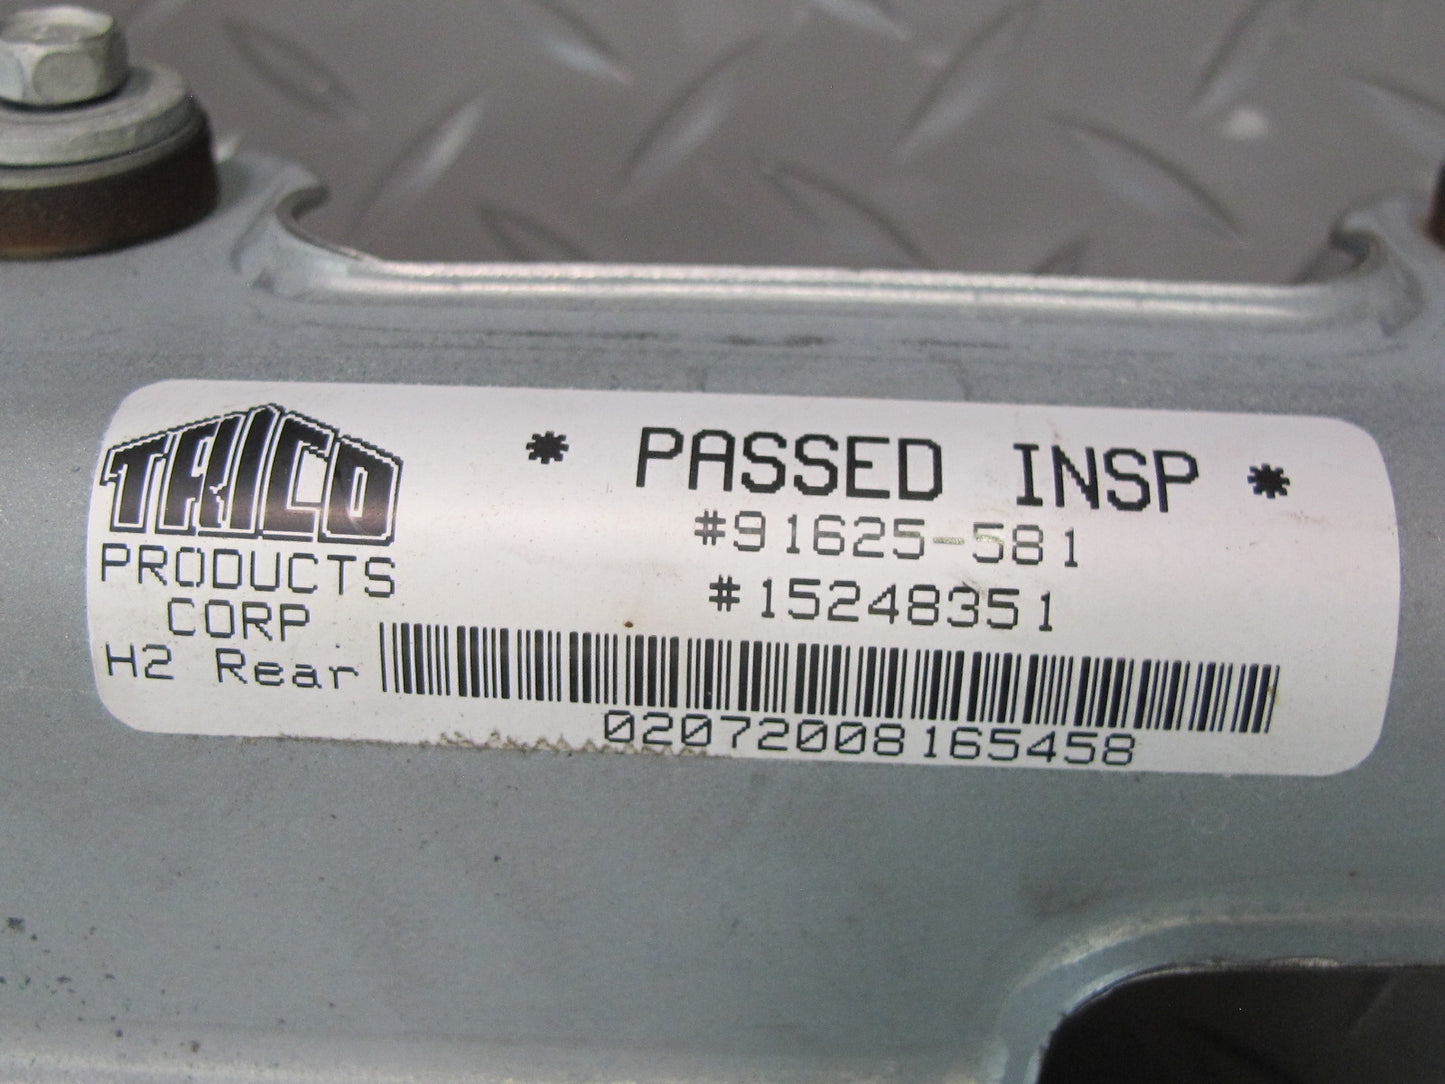 TRICO
PRODUCTS
CORP
H2 Rear
* PASSED INSP *
#91625-581
#15248351
02072008165458